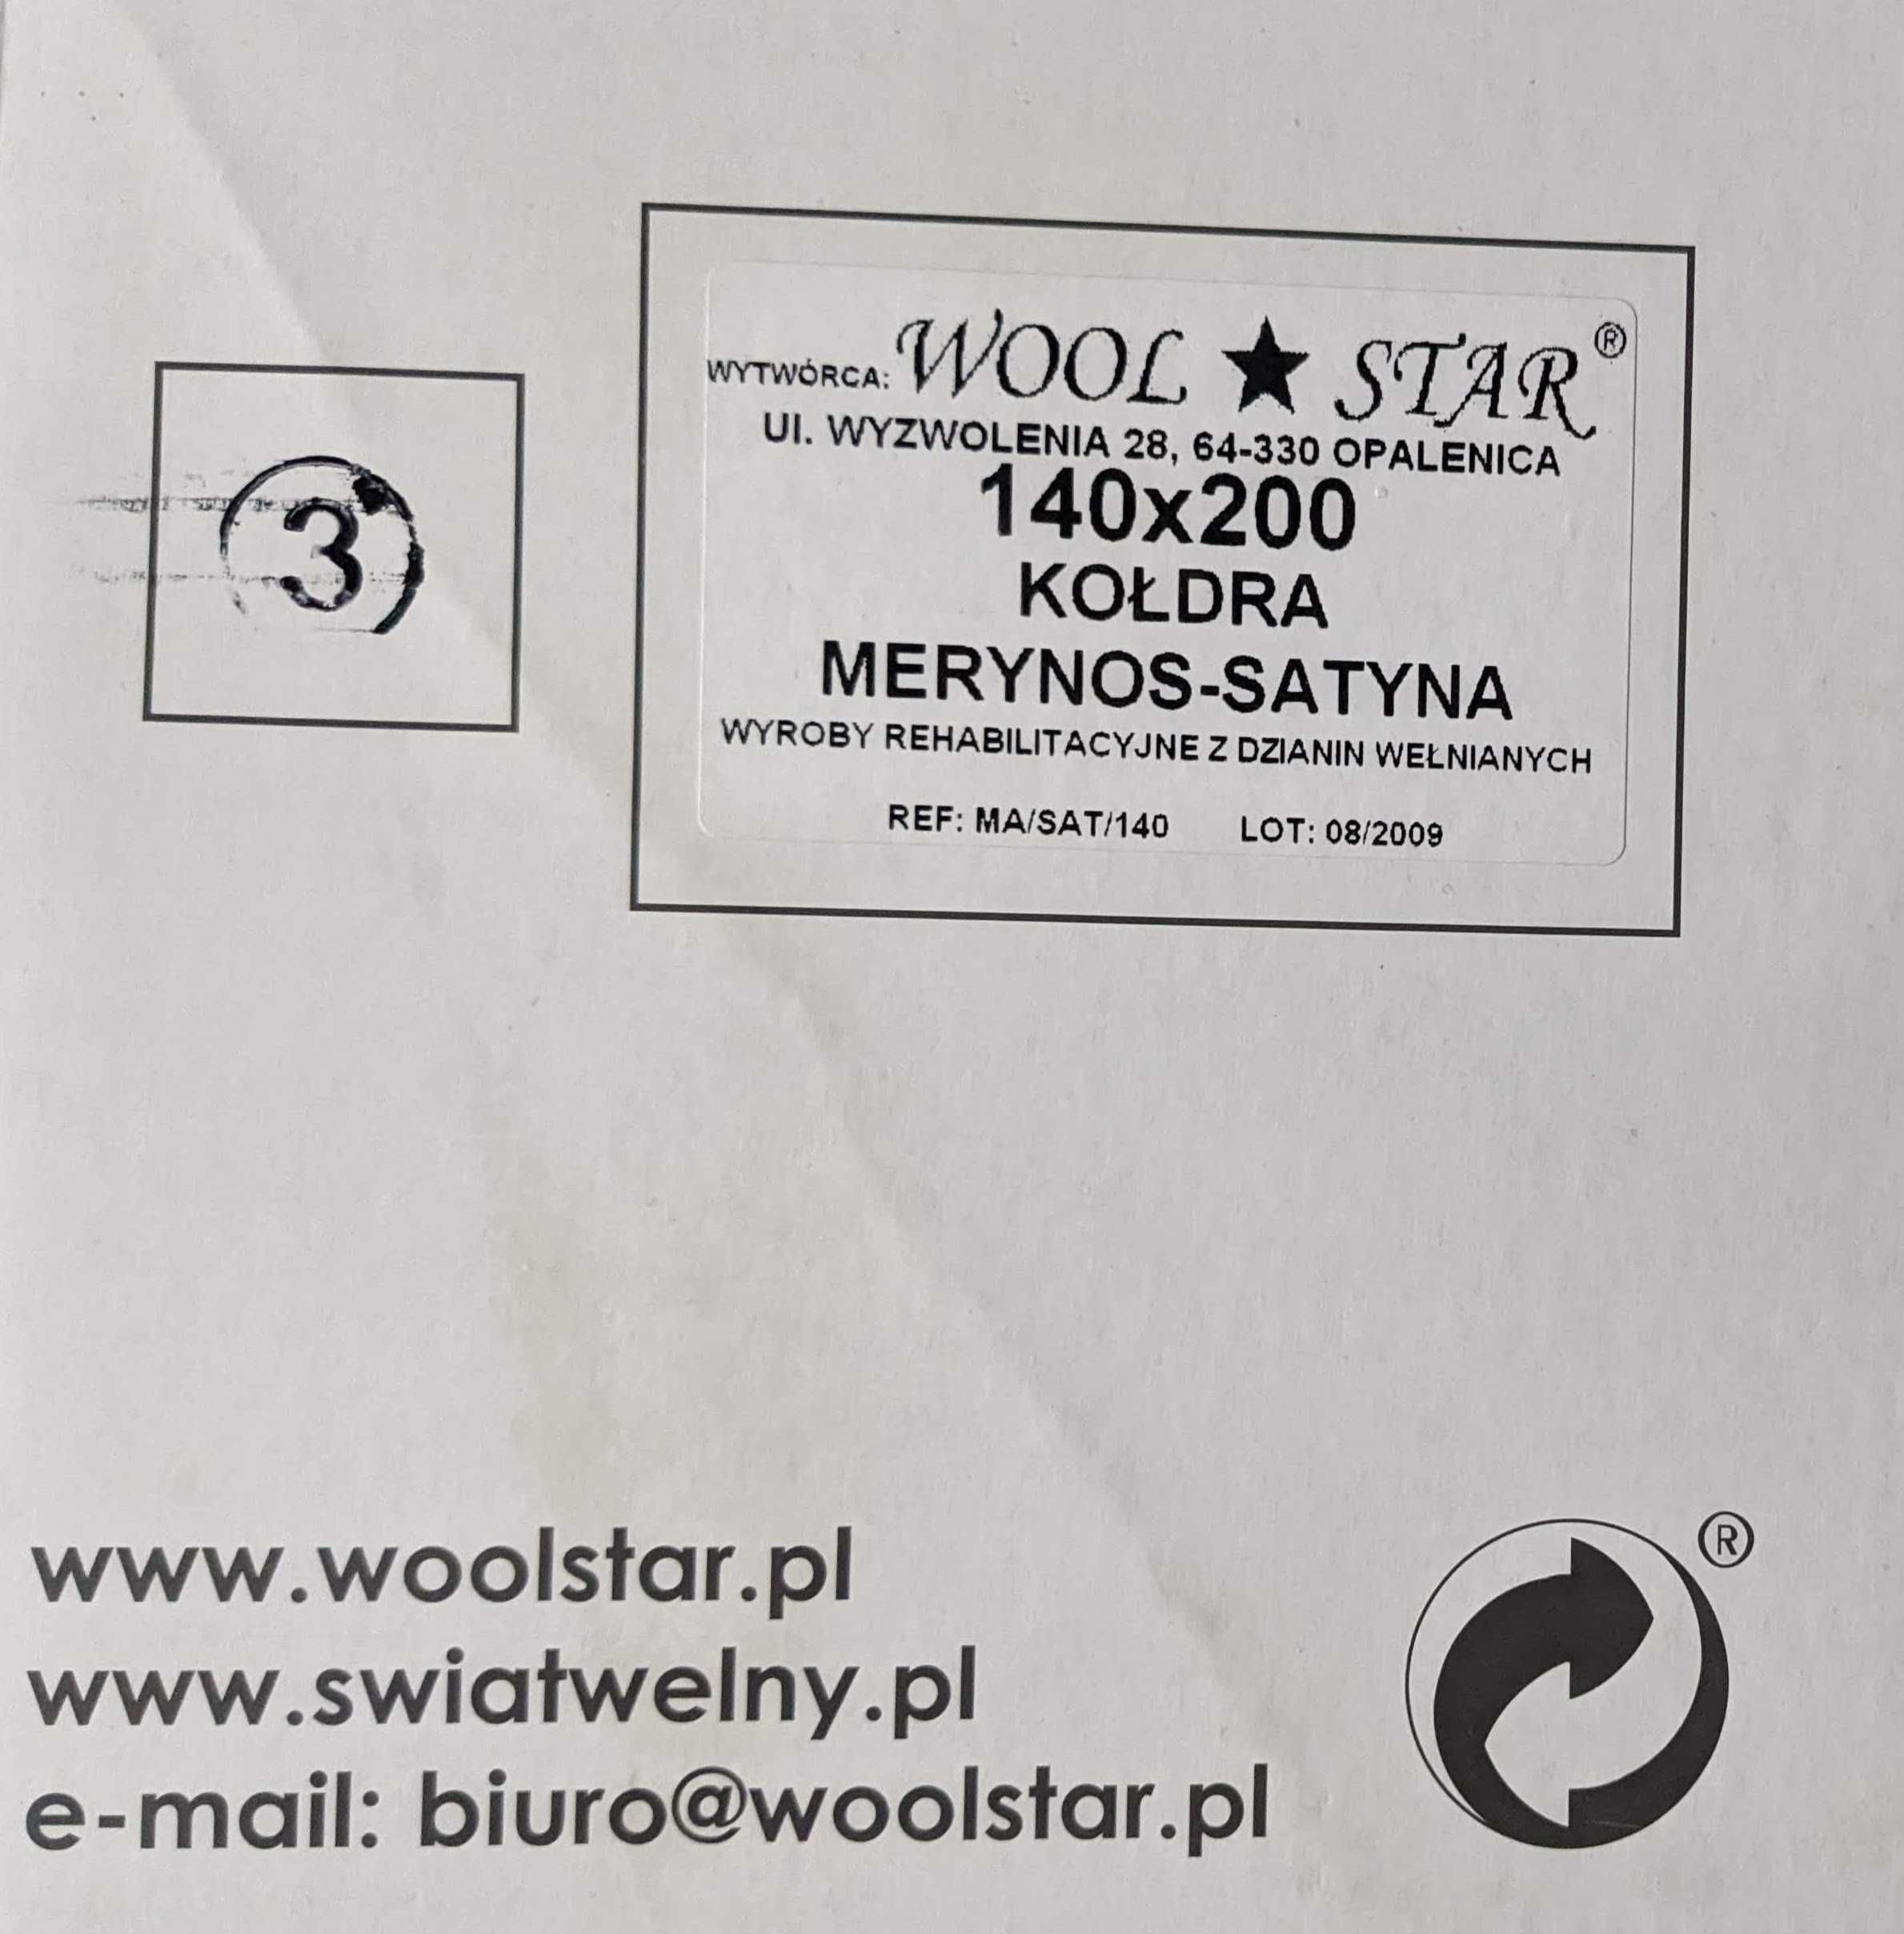 3
WYTWÓRCA: WOOL ★ STAR®
Ul. WYZWOLENIA 28, 64-330 OPALENICA
140x200
KOŁDRA
MERYNOS-SATYNA
WYROBY REHABILITACYJNE Z DZIANIN WEŁNIANYCH
REF: MA/SAT/140 LOT: 08/2009
www.woolstar.pl
www.swiatwelny.pl
e-mail: biuro@woolstar.pl
®